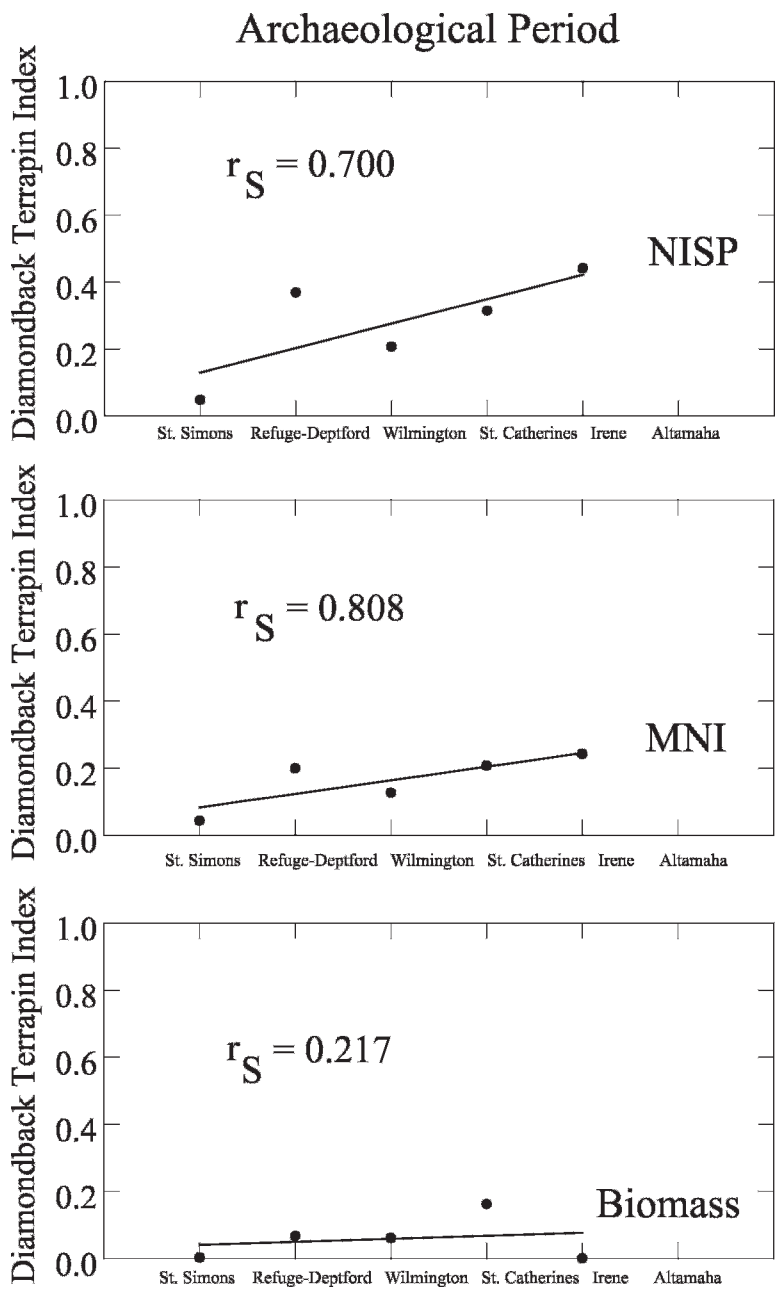 Archaeological Period
Diamondback Terrapin Index
1.0
0.8
0.6
0.4
0.2
0.0
r S = 0.700
NISP
St. Simons Refuge-Deptford Wilmington St. Catherines Irene Altamaha
Diamondback Terrapin Index
1.0
0.8
0.6
0.4
0.2
0.0
r S = 0.808
MNI
St. Simons Refuge-Deptford Wilmington St. Catherines Irene Altamaha
Diamondback Terrapin Index
1.0
0.8
0.6
0.4
0.2
0.0
r S = 0.217
Biomass
St. Simons Refuge-Deptford Wilmington St. Catherines Irene Altamaha